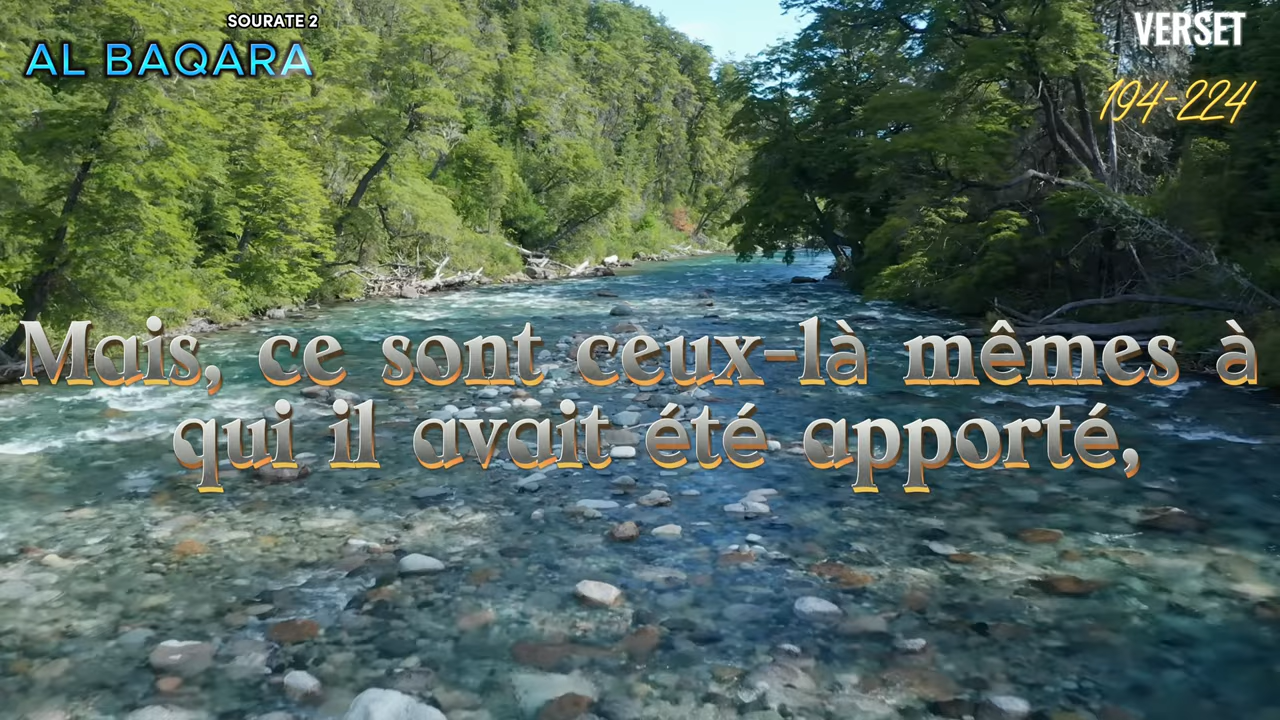 SOURATE 2
AL BAQARA
VERSET
194-224
Mais, ce sont ceux-là mêmes à
qui il avait été apporté,